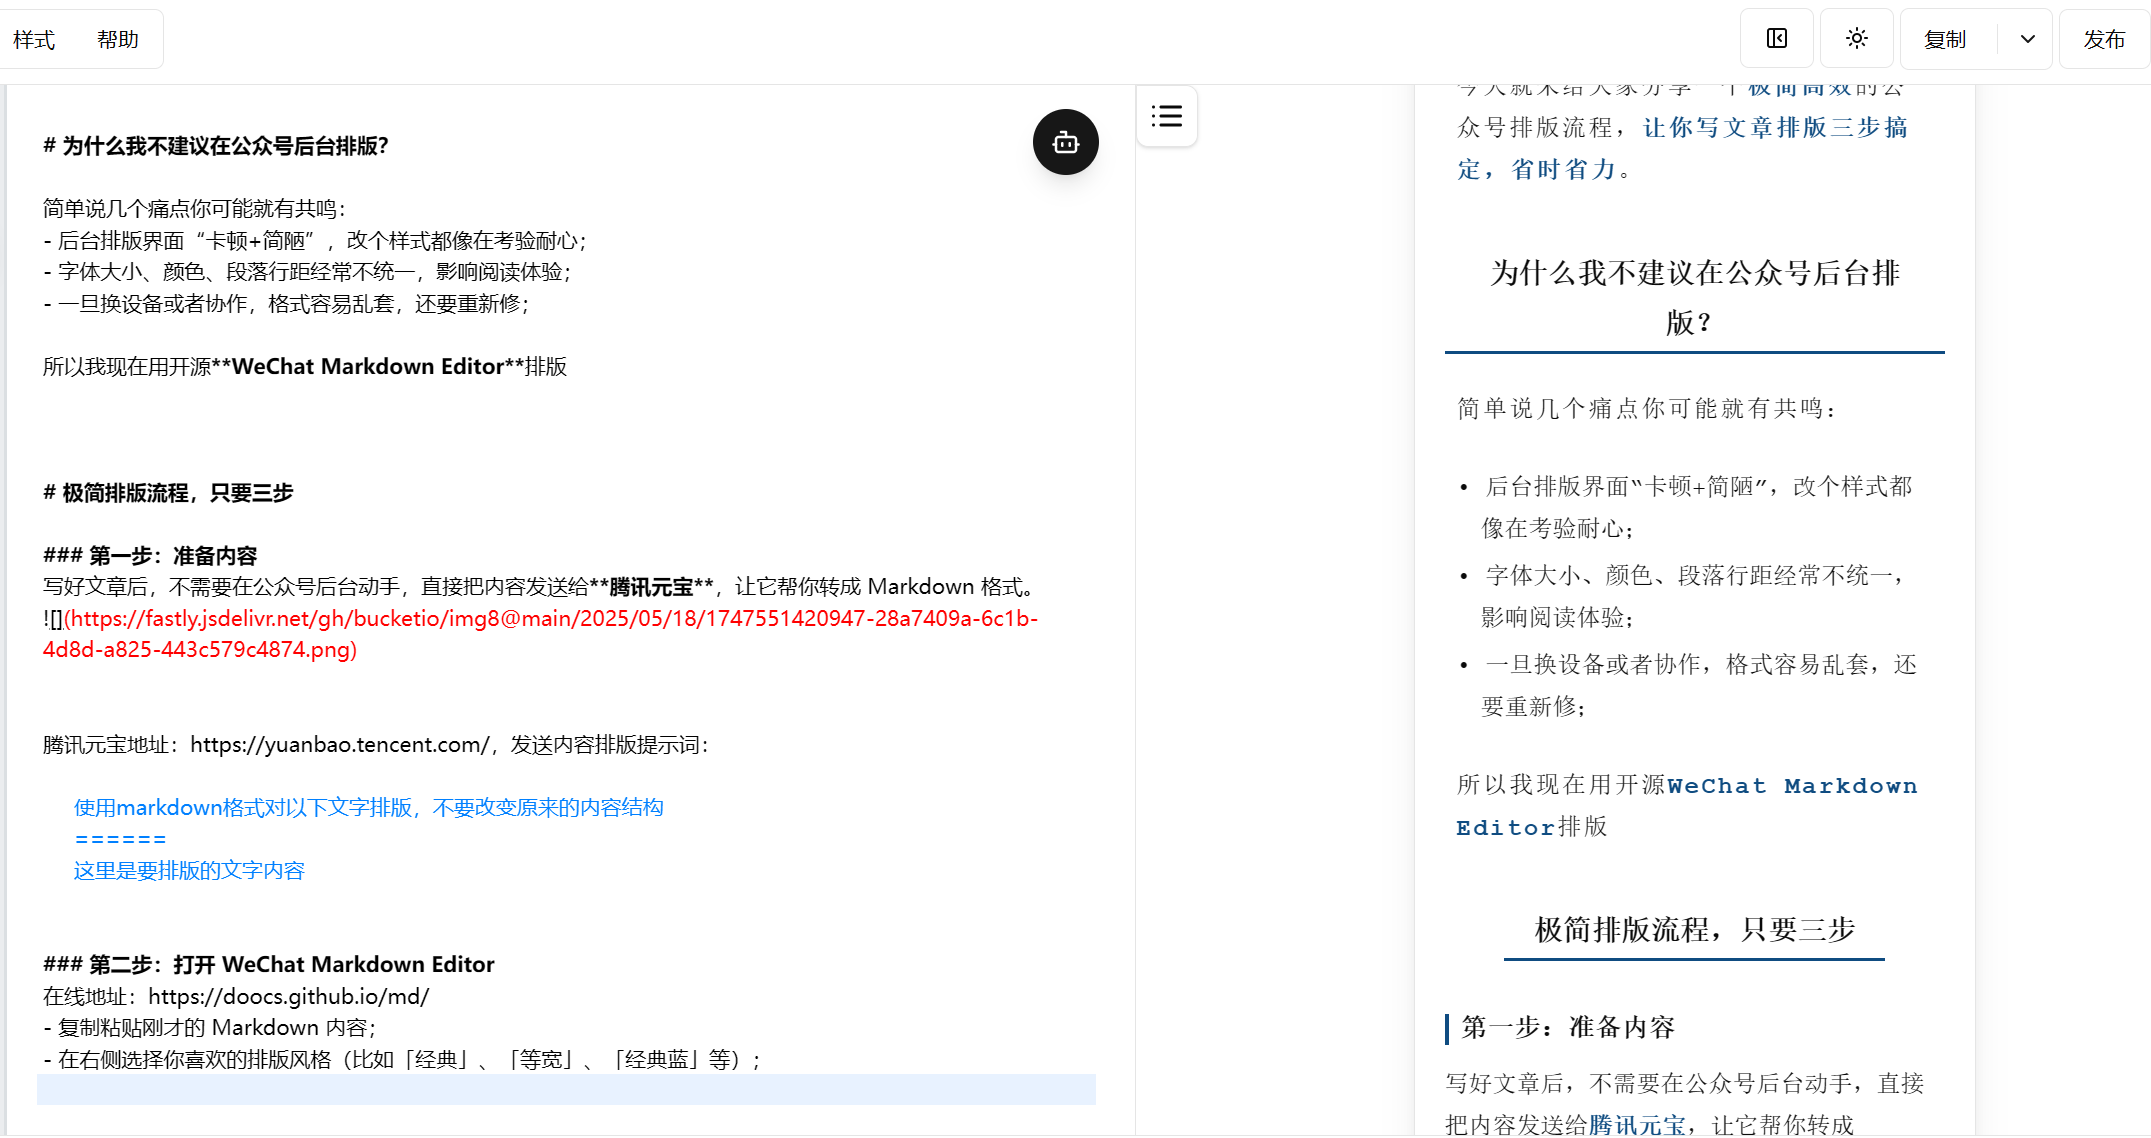 样式 帮助 复制 发布
# 为什么我不建议在公众号后台排版？
简单说几个痛点你可能就有共鸣：
- 后台排版界面“卡顿+简陋”，改个样式都像在考验耐心；
- 字体大小、颜色、段落行距经常不统一，影响阅读体验；
- 一旦换设备或者协作，格式容易乱套，还要重新修；
所以我现在用开源**WeChat Markdown Editor**排版
# 极简排版流程，只要三步
### 第一步：准备内容
写好文章后，不需要在公众号后台动手，直接把内容发送给**腾讯元宝**，让它帮你转成 Markdown 格式。
![](https://fastly.jsdelivr.net/gh/bucketio/img8@main/2025/05/18/1747551420947-28a7409a-6c1b-
4d8d-a825-443c579c4874.png)
腾讯元宝地址：https://yuanbao.tencent.com/，发送内容排版提示词：
使用markdown格式对以下文字排版，不要改变原来的内容结构
======
这里是要排版的文字内容
### 第二步：打开 WeChat Markdown Editor
在线地址：https://doocs.github.io/md/
- 复制粘贴刚才的 Markdown 内容；
- 在右侧选择你喜欢的排版风格（比如「经典」、「等宽」、「经典蓝」等）；
今天就来给大家分享一个极简高效的公
众号排版流程，让你写文章排版三步搞
定，省时省力。
为什么我不建议在公众号后台排
版？
简单说几个痛点你可能就有共鸣：
• 后台排版界面“卡顿+简陋”，改个样式都
像在考验耐心；
• 字体大小、颜色、段落行距经常不统一，
影响阅读体验；
• 一旦换设备或者协作，格式容易乱套，还
要重新修；
所以我现在用开源WeChat Markdown
Editor排版
极简排版流程，只要三步
第一步：准备内容
写好文章后，不需要在公众号后台动手，直接
把内容发送给腾讯元宝，让它帮你转成